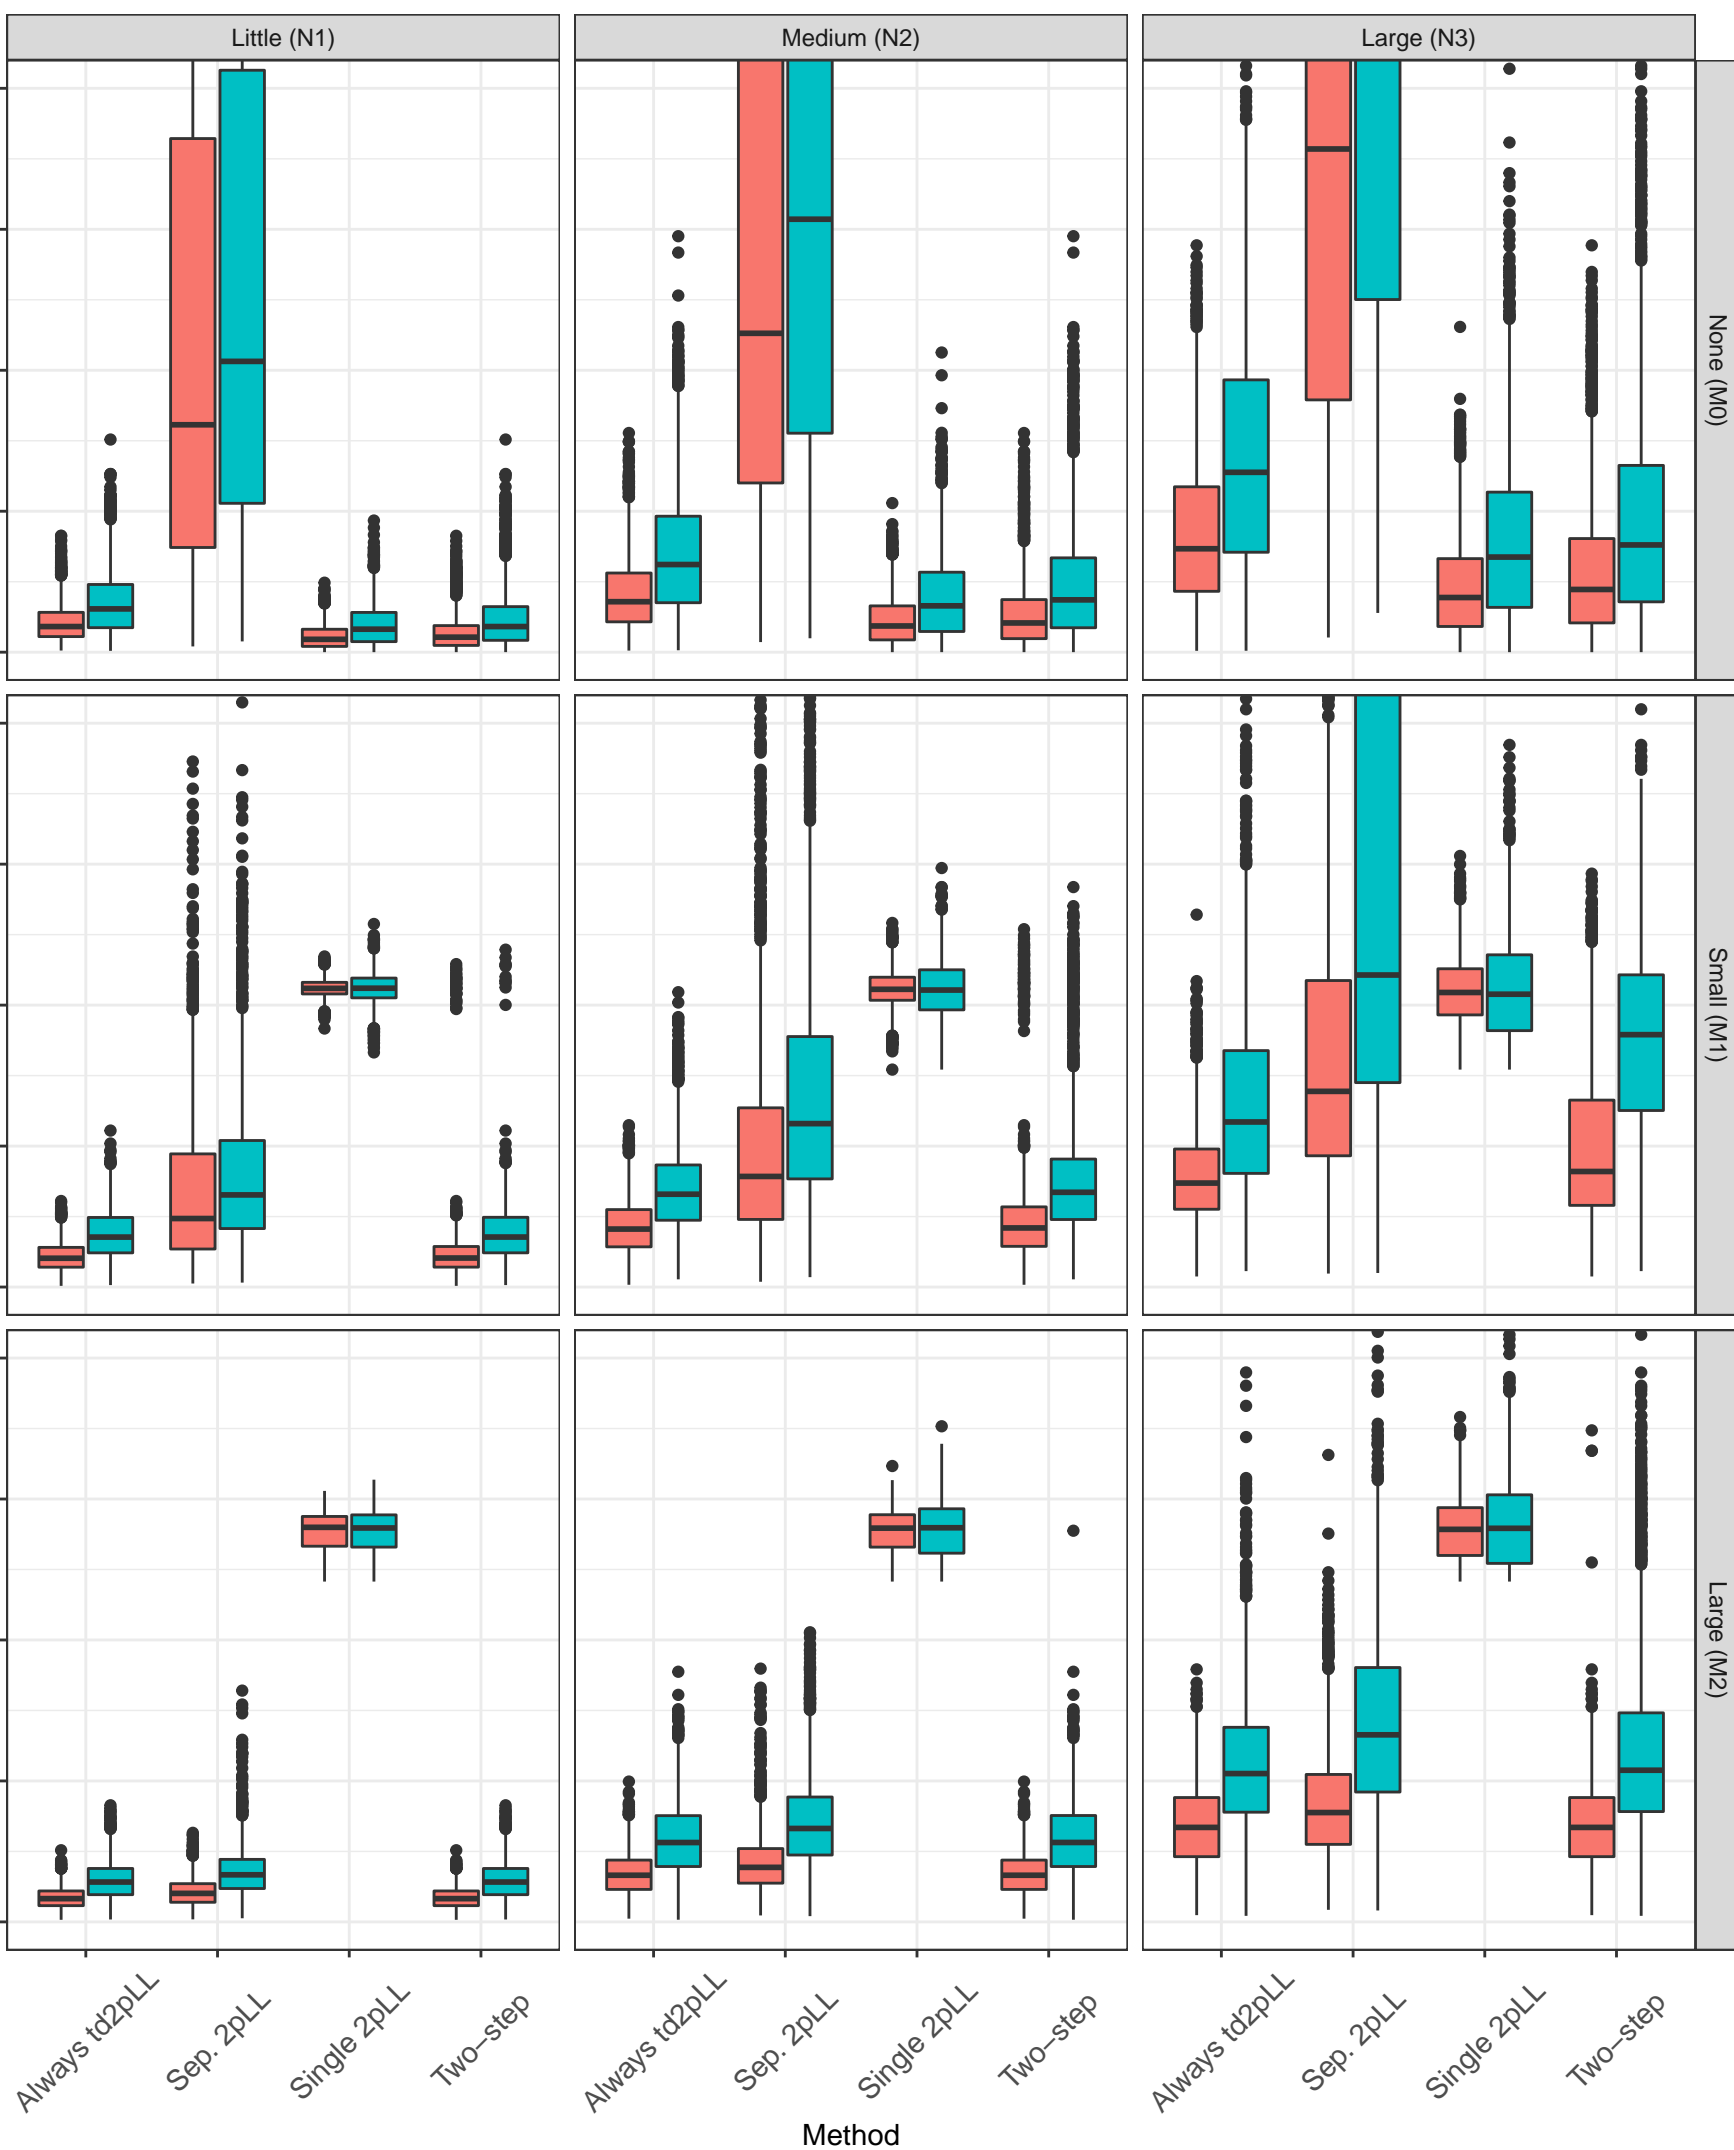 Little (N1)
Medium (N2)
Large (N3)
None (M0)
Small (M1)
Large (M2)
Always td2pLL
Sep. 2pLL
Single 2pLL
Two−step
Always td2pLL
Sep. 2pLL
Single 2pLL
Two−step
Always td2pLL
Sep. 2pLL
Single 2pLL
Two−step
Method